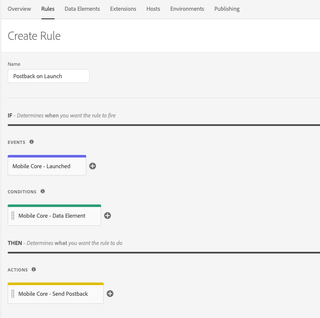 Overview Rules Data Elements Extensions Hosts Environments Publishing
Create Rule
Name
Postback on Launch
IF - Determines when you want the rule to fire
EVENTS
Mobile Core - Launched
CONDITIONS
Mobile Core - Data Element
THEN - Determines what you want the rule to do
ACTIONS
Mobile Core - Send Postback